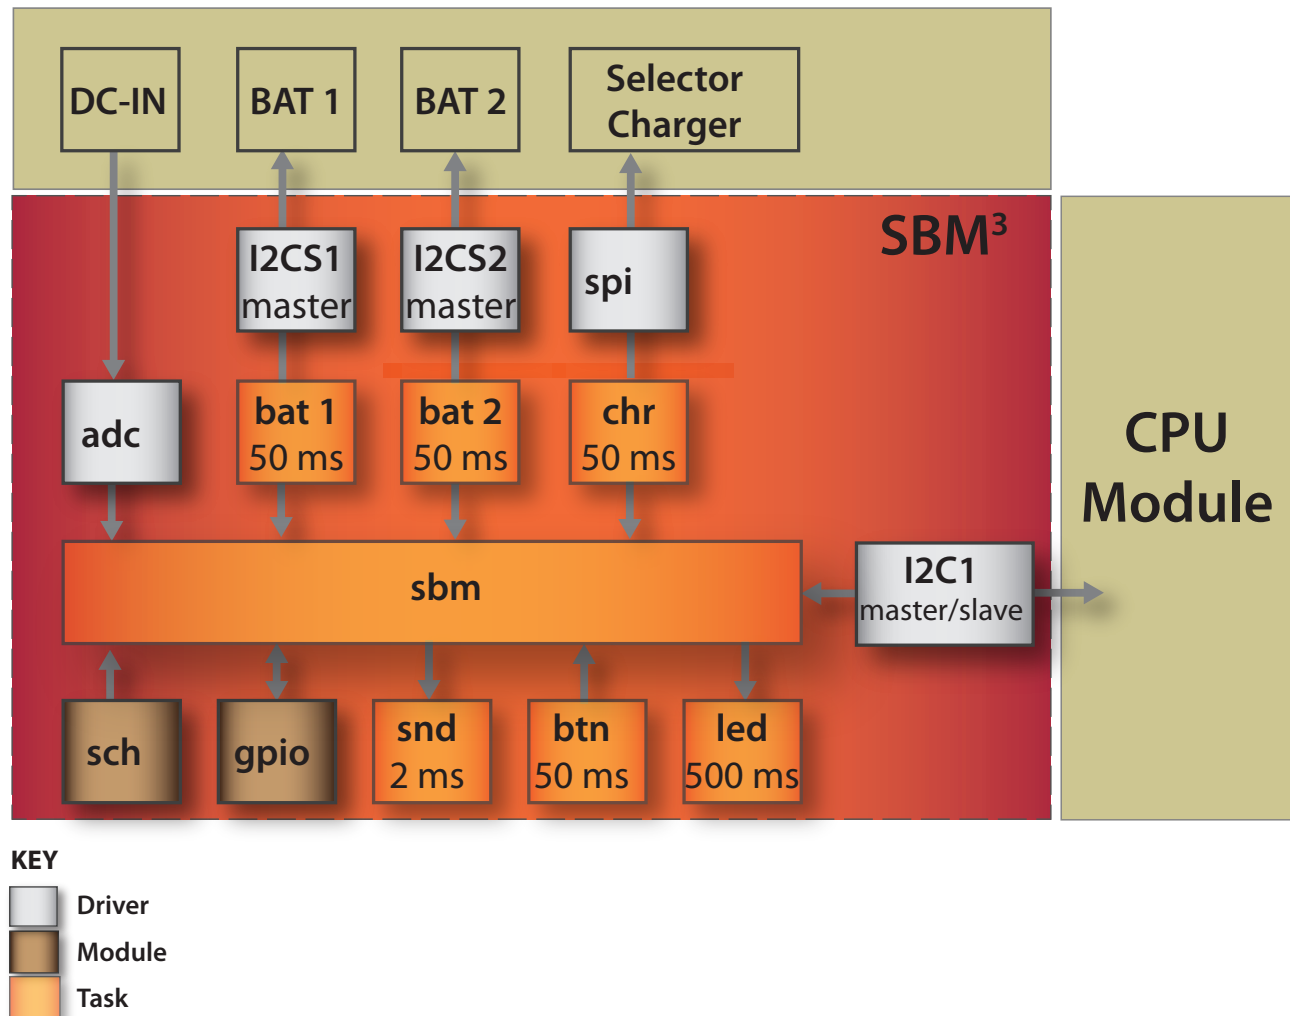 DC-IN
BAT 1
BAT 2
Selector
Charger
SBM³
I2CS1
master
I2CS2
master
spi
adc
bat 1
50 ms
bat 2
50 ms
chr
50 ms
CPU
Module
sbm
I2C1
master/slave
sch
gpio
snd
2 ms
btn
50 ms
led
500 ms
KEY
Driver
Module
Task